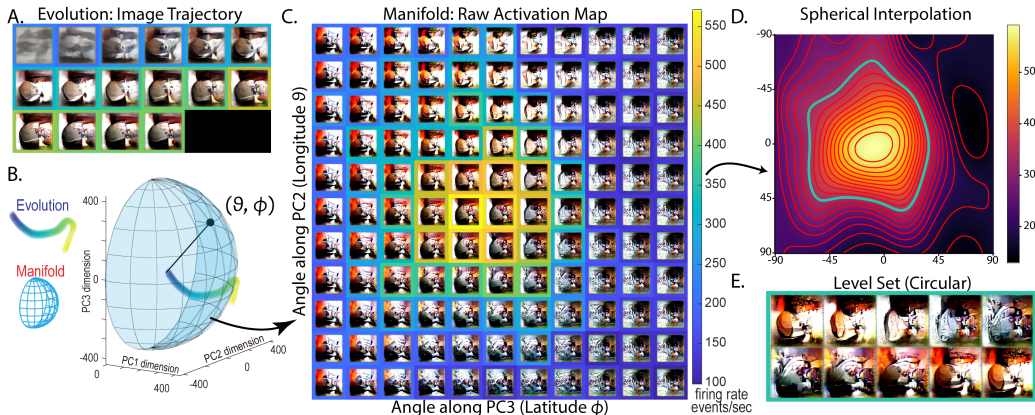 A. Evolution: Image Trajectory
B.
Evolution
Manifold
(ϑ, ϕ)
PC3 dimension
400
200
0
-200
-400
PC1 dimension
0
400
PC2 dimension
-400
0
400
C. Manifold: Raw Activation Map
Angle along PC2 (Longitude ϑ)
Angle along PC3 (Latitude ϕ)
550
500
450
400
350
300
250
200
150
100
firing rate
events/sec
D. Spherical Interpolation
-90
-45
0
45
90
-90 -45 0 45 90
50
40
30
20
E. Level Set (Circular)